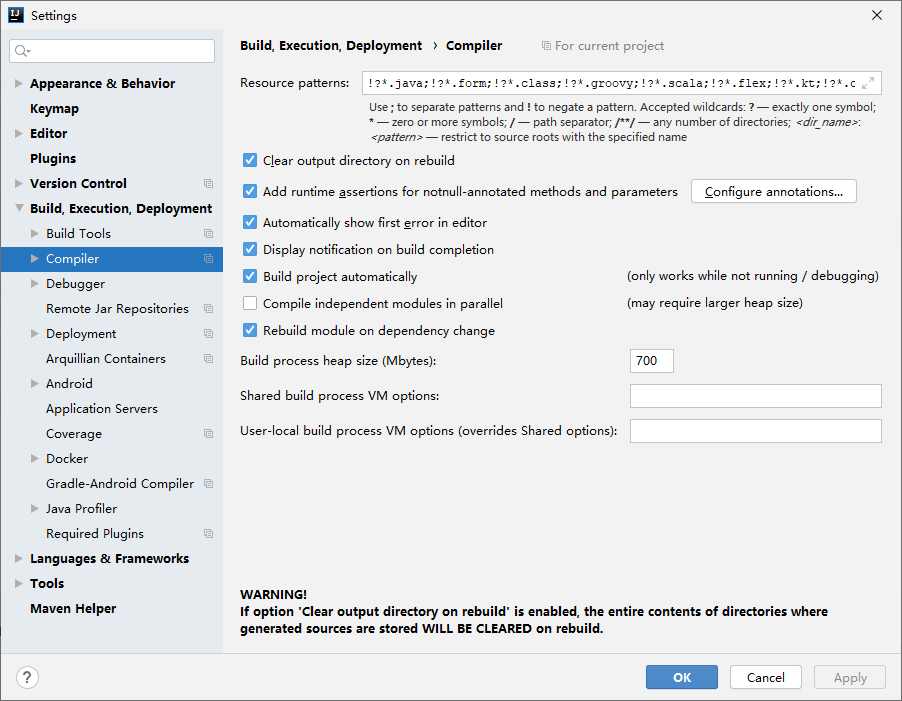 Settings
Appearance & Behavior
Keymap
Editor
Plugins
Version Control
Build, Execution, Deployment
Build Tools
Compiler
Debugger
Remote Jar Repositories
Deployment
Arquillian Containers
Android
Application Servers
Coverage
Docker
Gradle-Android Compiler
Java Profiler
Required Plugins
Languages & Frameworks
Tools
Maven Helper
Build, Execution, Deployment › Compiler For current project
Resource patterns: !?*.java;!?*.form;!?*.class;!?*.groovy;!?*.scala;!?*.flex;!?*.kt;!?*.c
Use ; to separate patterns and ! to negate a pattern. Accepted wildcards: ? — exactly one symbol;
* — zero or more symbols; / — path separator; /**/ — any number of directories; <dir_name>:
<pattern> — restrict to source roots with the specified name
Clear output directory on rebuild
Add runtime assertions for notnull-annotated methods and parameters Configure annotations...
Automatically show first error in editor
Display notification on build completion
Build project automatically (only works while not running / debugging)
Compile independent modules in parallel (may require larger heap size)
Rebuild module on dependency change
Build process heap size (Mbytes): 700
Shared build process VM options:
User-local build process VM options (overrides Shared options):
WARNING!
If option 'Clear output directory on rebuild' is enabled, the entire contents of directories where
generated sources are stored WILL BE CLEARED on rebuild.
? OK Cancel Apply